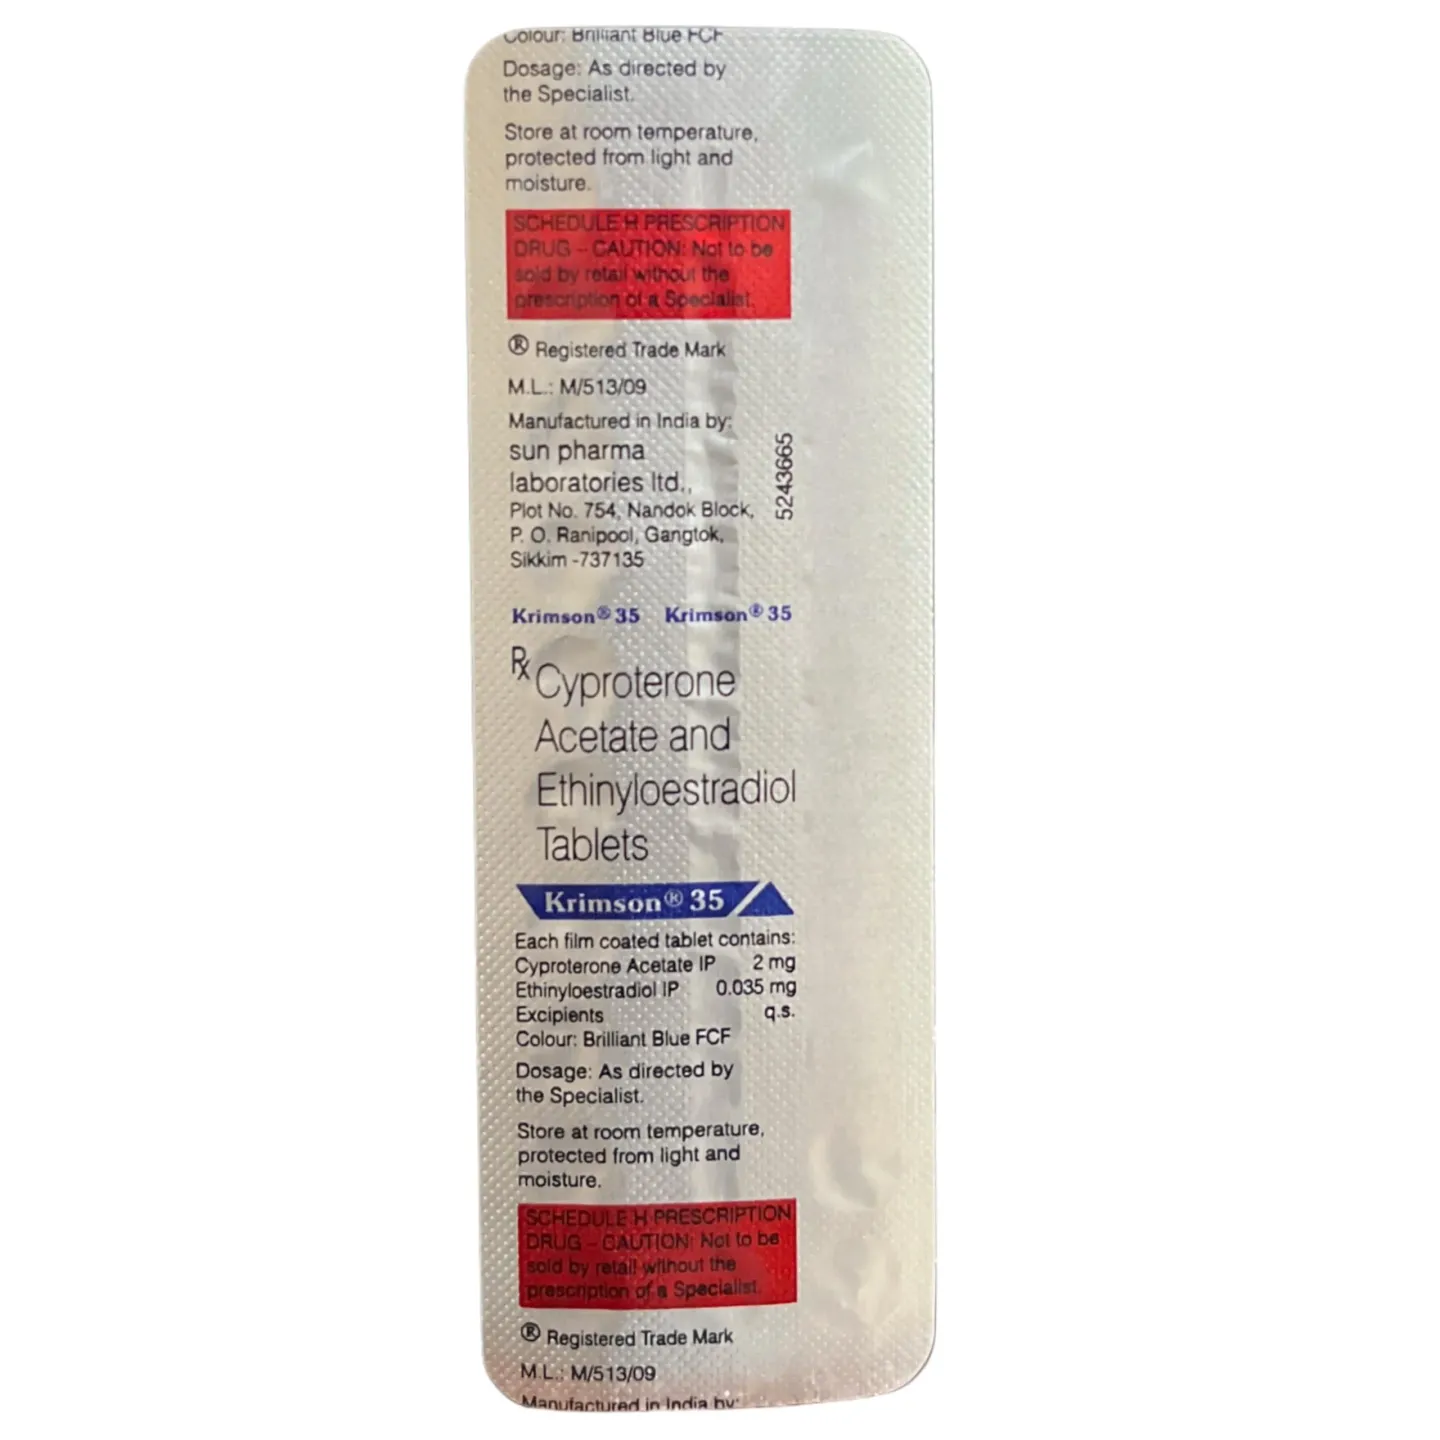 Colour: Brilliant Blue FCF
Dosage: As directed by
the Specialist.
Store at room temperature,
protected from light and
moisture.
SCHEDULE H PRESCRIPTION
DRUG – CAUTION: Not to be
sold by retail without the
prescription of a Specialist.
® Registered Trade Mark
M.L.: M/513/09
Manufactured in India by:
sun pharma
laboratories ltd.,
Plot No. 754, Nandok Block,
P. O. Ranipool, Gangtok,
Sikkim -737135
5243665
Krimson® 35 Krimson® 35
Rx Cyproterone
Acetate and
Ethinyloestradiol
Tablets
Krimson® 35
Each film coated tablet contains:
Cyproterone Acetate IP 2 mg
Ethinyloestradiol IP 0.035 mg
Excipients q.s.
Colour: Brilliant Blue FCF
Dosage: As directed by
the Specialist.
Store at room temperature,
protected from light and
moisture.
SCHEDULE H PRESCRIPTION
DRUG – CAUTION: Not to be
sold by retail without the
prescription of a Specialist.
® Registered Trade Mark
M.L.: M/513/09
Manufactured in India by: